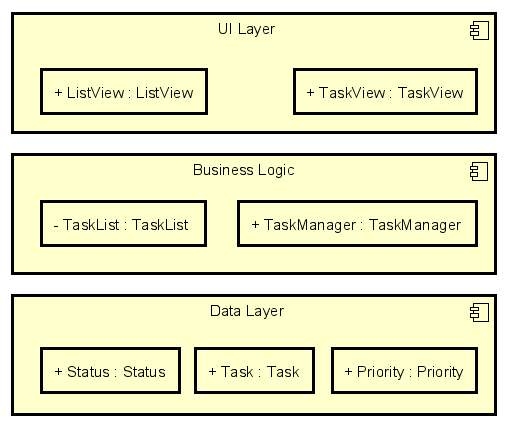 UI Layer
+ ListView : ListView
+ TaskView : TaskView
Business Logic
- TaskList : TaskList
+ TaskManager : TaskManager
Data Layer
+ Status : Status
+ Task : Task
+ Priority : Priority